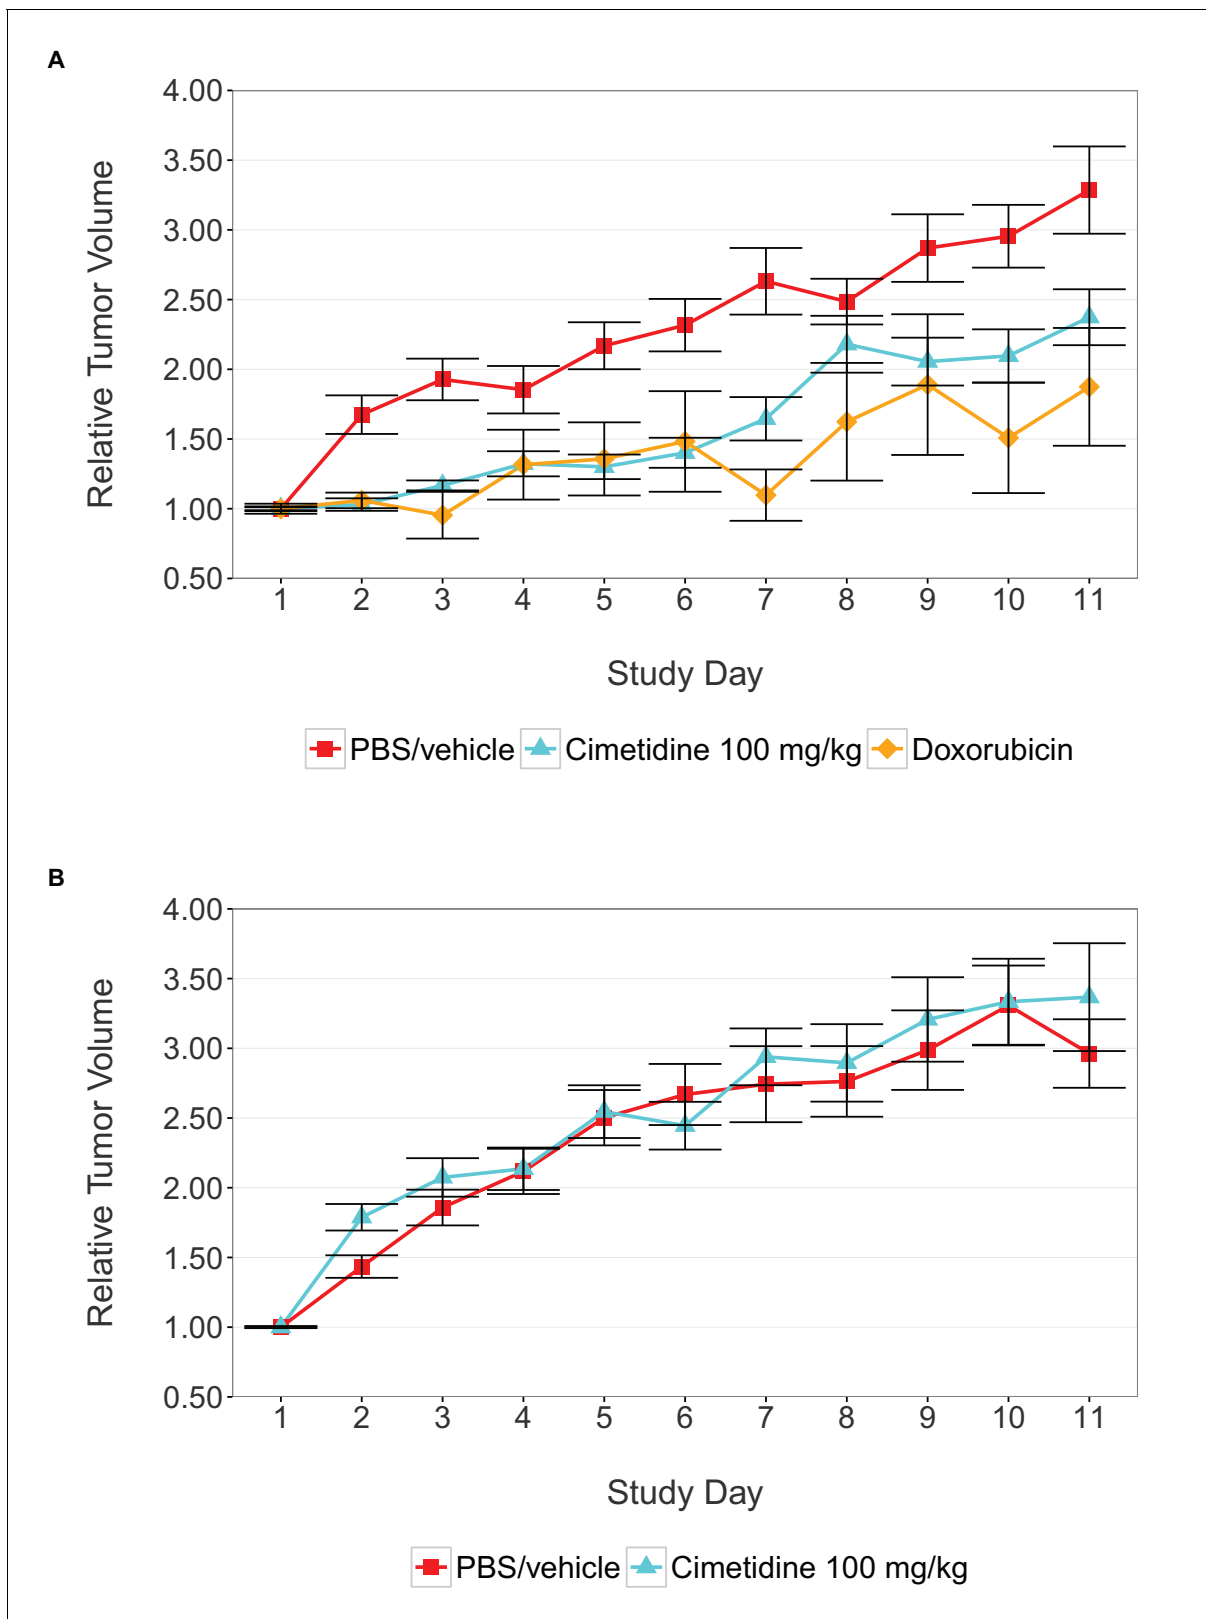 A
4.00
3.50
3.00
2.50
2.00
1.50
1.00
0.50
Relative Tumor Volume
1 2 3 4 5 6 7 8 9 10 11
Study Day
PBS/vehicle Cimetidine 100 mg/kg Doxorubicin
B
4.00
3.50
3.00
2.50
2.00
1.50
1.00
0.50
Relative Tumor Volume
1 2 3 4 5 6 7 8 9 10 11
Study Day
PBS/vehicle Cimetidine 100 mg/kg